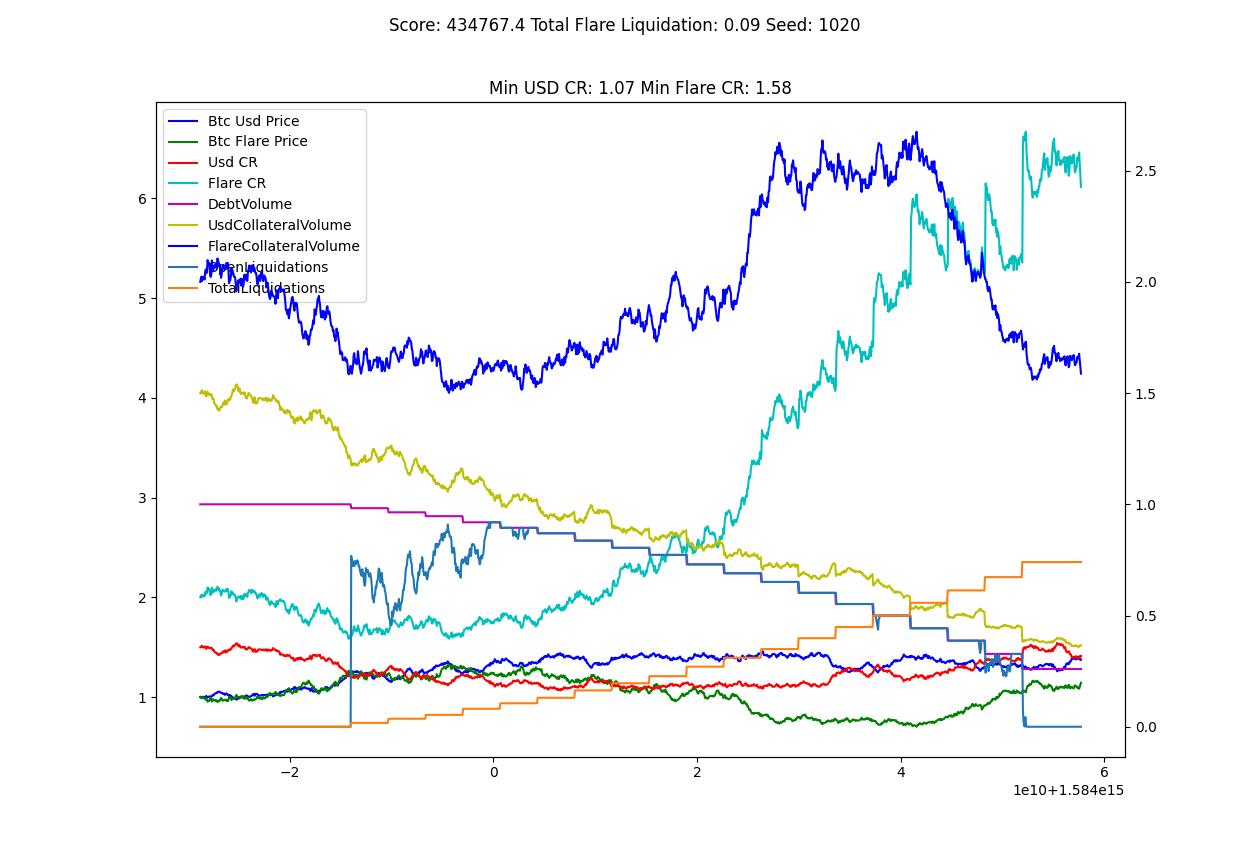 Score: 434767.4 Total Flare Liquidation: 0.09 Seed: 1020
Min USD CR: 1.07 Min Flare CR: 1.58
Btc Usd Price
Btc Flare Price
Usd CR
Flare CR
DebtVolume
UsdCollateralVolume
FlareCollateralVolume
OpenLiquidations
TotalLiquidations
6
5
4
3
2
1
2.5
2.0
1.5
1.0
0.5
0.0
−2
0
2
4
6
1e10+1.584e15